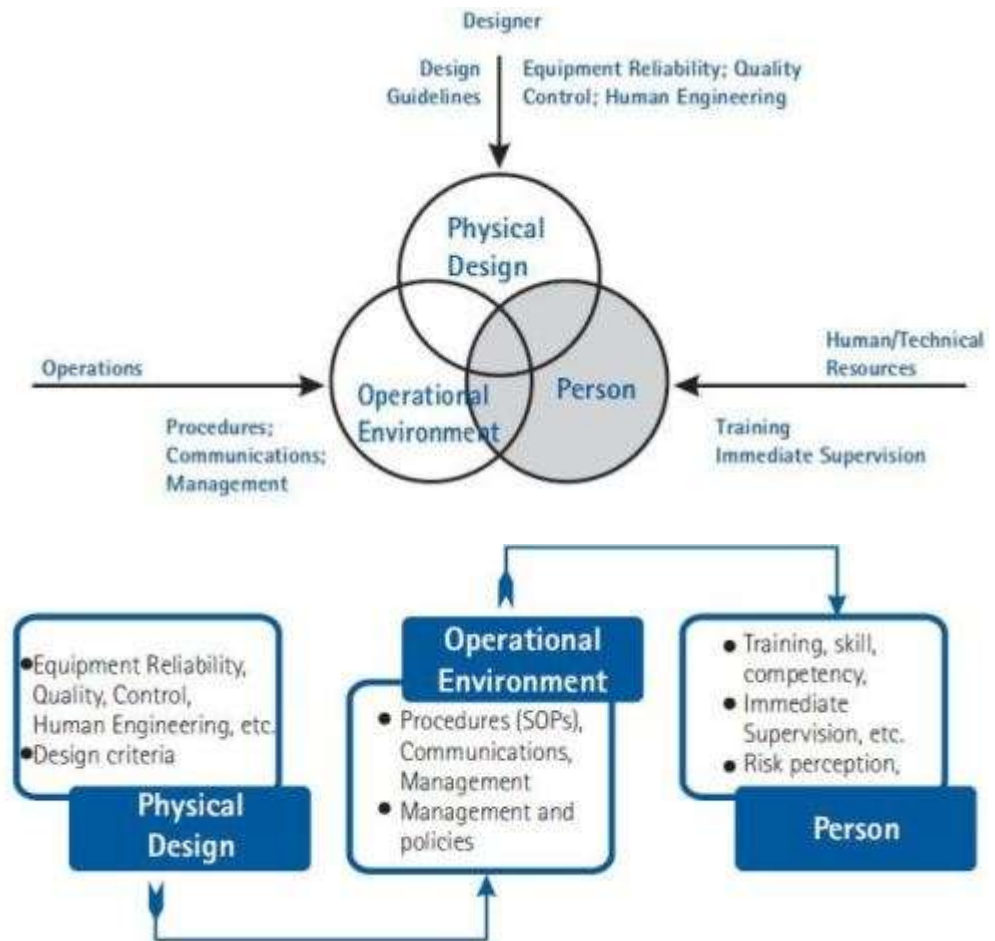 Designer
Design
Guidelines
Equipment Reliability; Quality
Control; Human Engineering
Physical
Design
Operations
Procedures;
Communications;
Management
Operational
Environment
Person
Human/Technical
Resources
Training
Immediate Supervision
Equipment Reliability,
Quality, Control,
Human Engineering, etc.
Design criteria
Physical
Design
Operational
Environment
Procedures (SOPs),
Communications,
Management
Management and
policies
Training, skill,
competency,
Immediate
Supervision, etc.
Risk perception,
Person